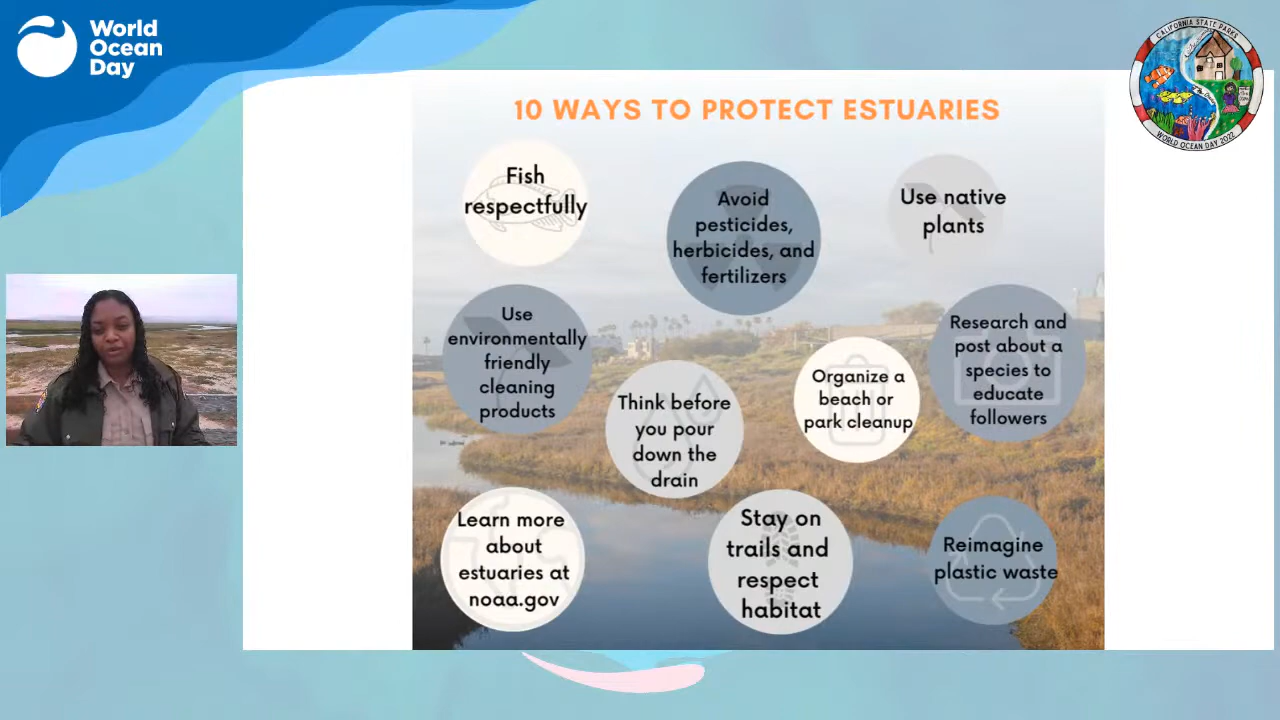 World
Ocean
Day
CALIFORNIA STATE PARKS
WORLD OCEAN DAY 2022
10 WAYS TO PROTECT ESTUARIES
Fish
respectfully
Avoid
pesticides,
herbicides, and
fertilizers
Use native
plants
Use
environmentally
friendly
cleaning
products
Think before
you pour
down the
drain
Organize a
beach or
park cleanup
Research and
post about a
species to
educate
followers
Learn more
about
estuaries at
noaa.gov
Stay on
trails and
respect
habitat
Reimagine
plastic waste